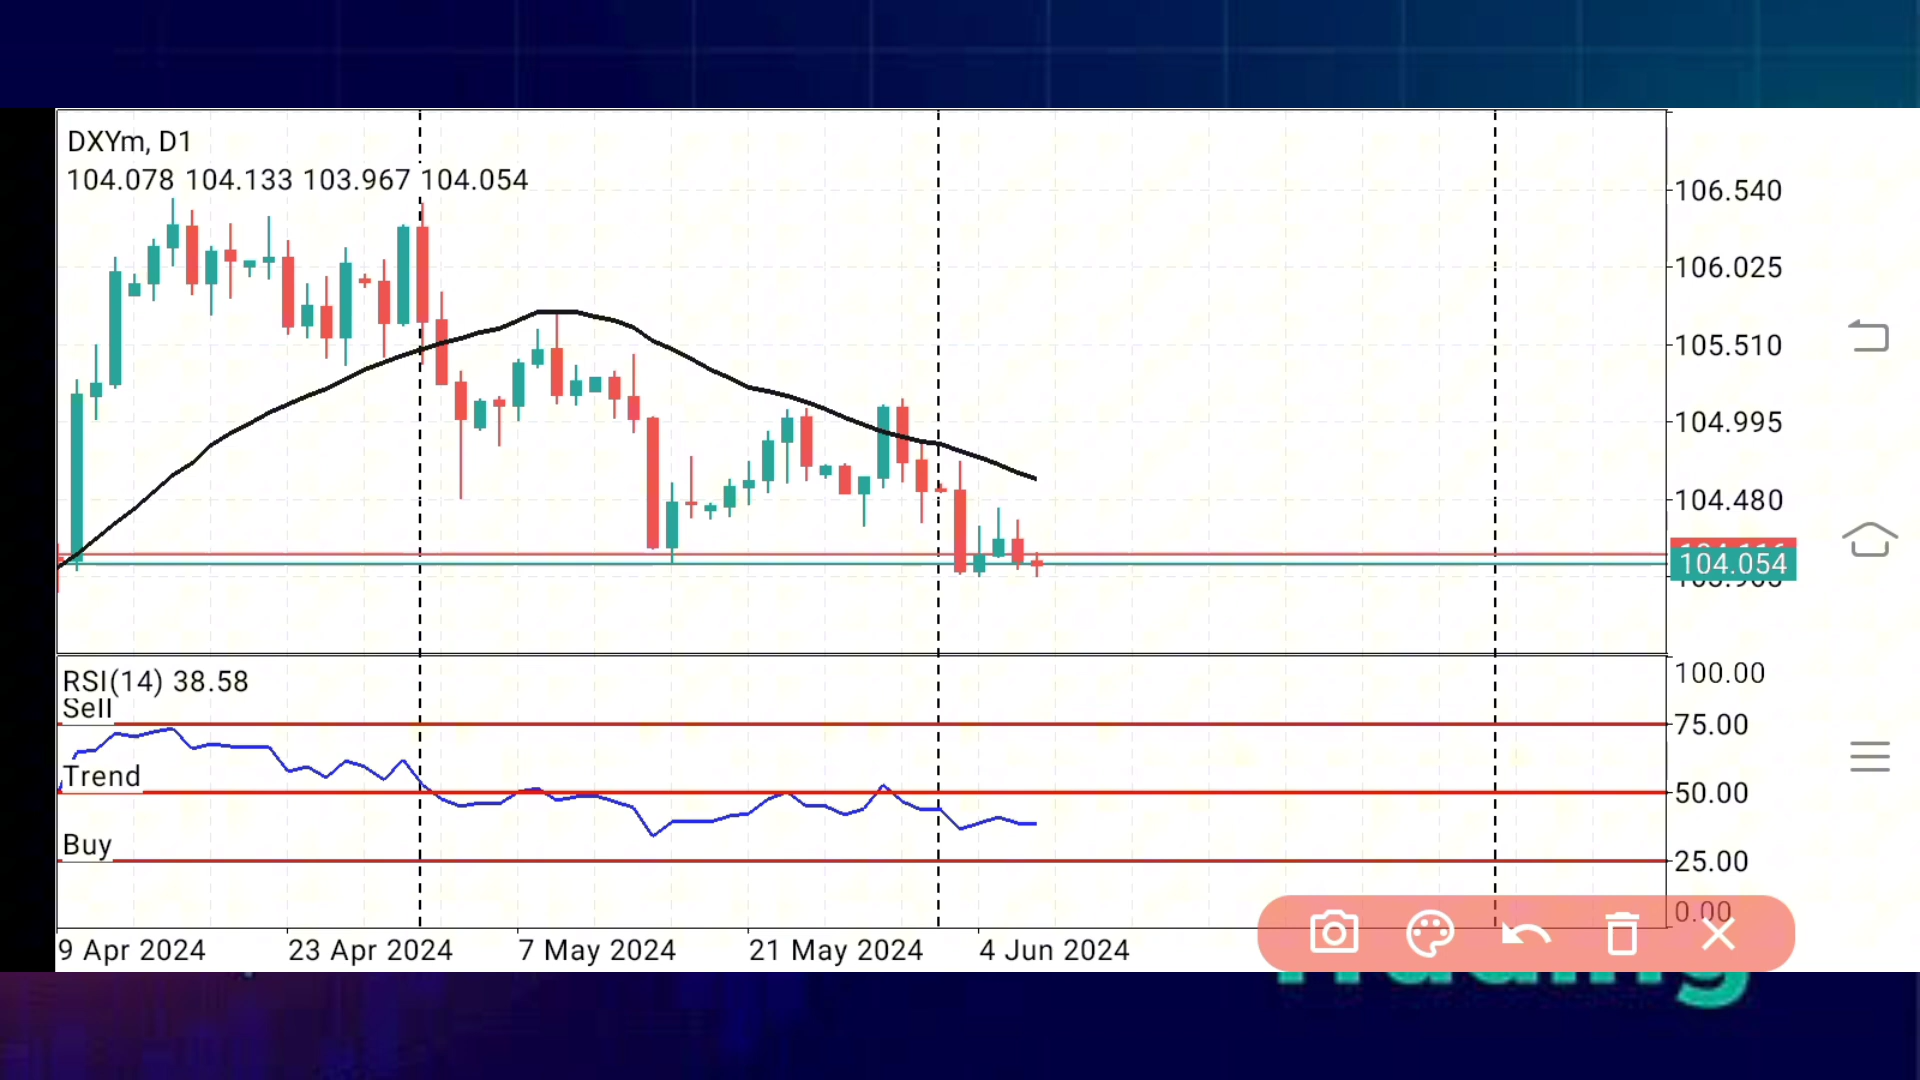 DXYm, D1
104.078 104.133 103.967 104.054
106.540
106.025
105.510
104.995
104.480
104.054
RSI(14) 38.58
Sell
Trend
Buy
100.00
75.00
50.00
25.00
0.00
9 Apr 2024 23 Apr 2024 7 May 2024 21 May 2024 4 Jun 2024